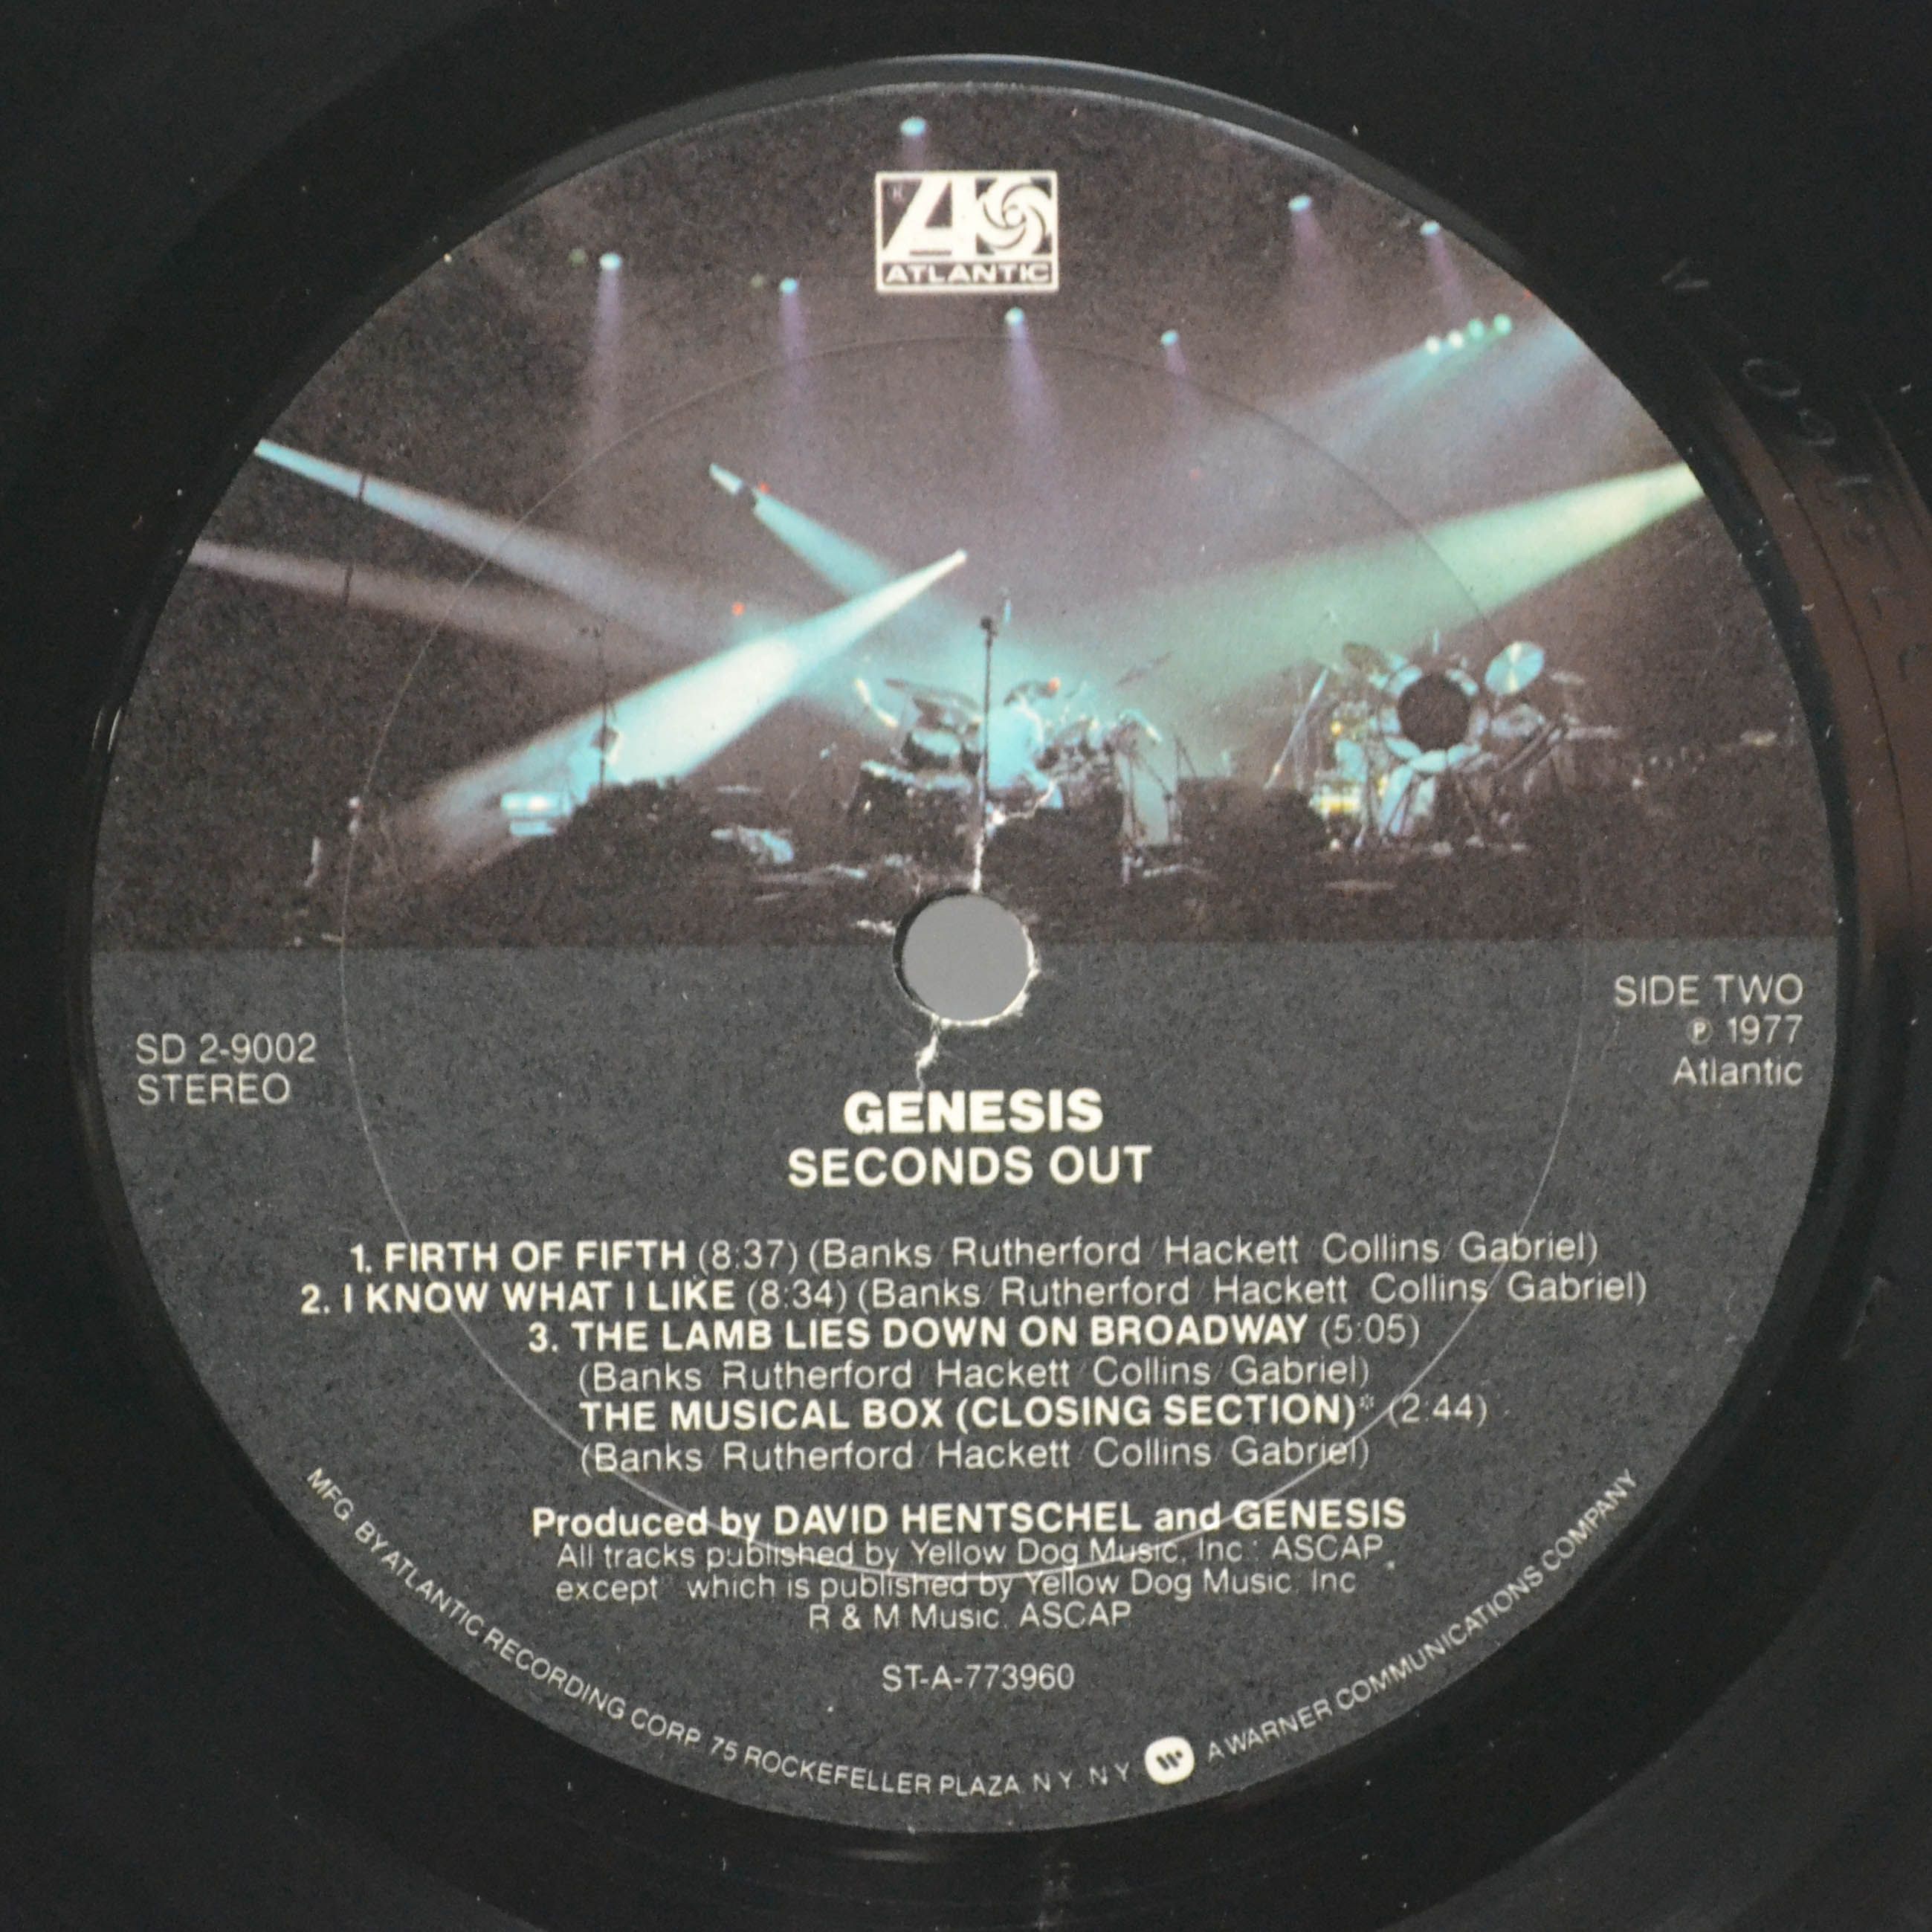 ATLANTIC
SIDE TWO
℗ 1977
Atlantic
SD 2-9002
STEREO
GENESIS
SECONDS OUT
1. FIRTH OF FIFTH (8:37) (Banks/Rutherford/Hackett/Collins/Gabriel)
2. I KNOW WHAT I LIKE (8:34) (Banks/Rutherford/Hackett/Collins/Gabriel)
3. THE LAMB LIES DOWN ON BROADWAY (5:05)
(Banks/Rutherford/Hackett/Collins/Gabriel)
THE MUSICAL BOX (CLOSING SECTION)* (2:44)
(Banks/Rutherford/Hackett/Collins/Gabriel)
Produced by DAVID HENTSCHEL and GENESIS
All tracks published by Yellow Dog Music, Inc., ASCAP,
except* which is published by Yellow Dog Music, Inc
R & M Music. ASCAP
ST-A-773960
MFG. BY ATLANTIC RECORDING CORP. 75 ROCKEFELLER PLAZA N.Y. N.Y. A WARNER COMMUNICATIONS COMPANY